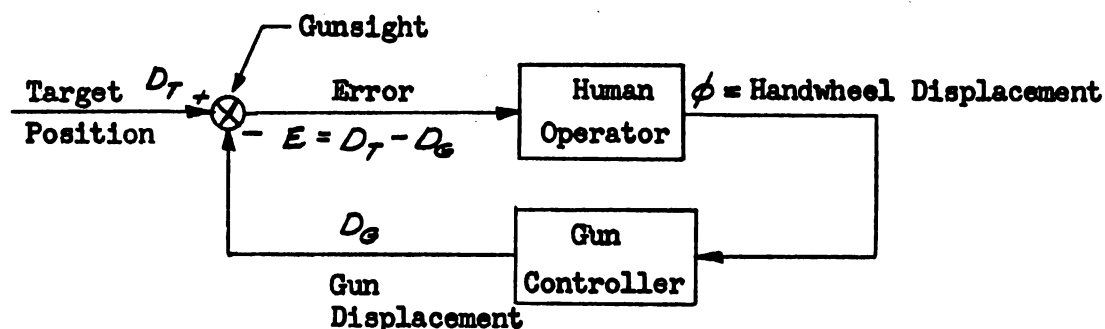 Gunsight
Target D_T +
Position
Error
- E = D_T - D_G
Human
Operator
ϕ = Handwheel Displacement
D_G
Gun
Displacement
Gun
Controller